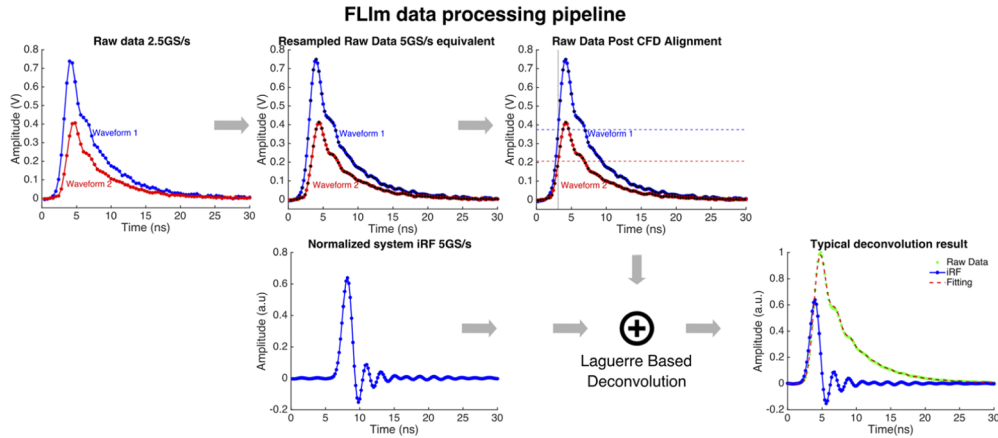 FLIm data processing pipeline
Raw data 2.5GS/s
Resampled Raw Data 5GS/s equivalent
Raw Data Post CFD Alignment
Amplitude (V)
0.8
0.7
0.6
0.5
0.4
0.3
0.2
0.1
0
Waveform 1
Waveform 2
0 5 10 15 20 25 30
Time (ns)
Amplitude (V)
0.8
0.7
0.6
0.5
0.4
0.3
0.2
0.1
0
Waveform 1
Waveform 2
0 5 10 15 20 25 30
Time (ns)
Amplitude (V)
0.8
0.7
0.6
0.5
0.4
0.3
0.2
0.1
0
Waveform 1
Waveform 2
0 5 10 15 20 25 30
Time (ns)
Normalized system iRF 5GS/s
Amplitude (a.u)
0.8
0.6
0.4
0.2
0
-0.2
0 5 10 15 20 25 30
Time (ns)
Laguerre Based
Deconvolution
Typical deconvolution result
Amplitude (a.u.)
1
0.8
0.6
0.4
0.2
0
-0.2
Raw Data
iRF
Fitting
0 5 10 15 20 25 30
Time(ns)